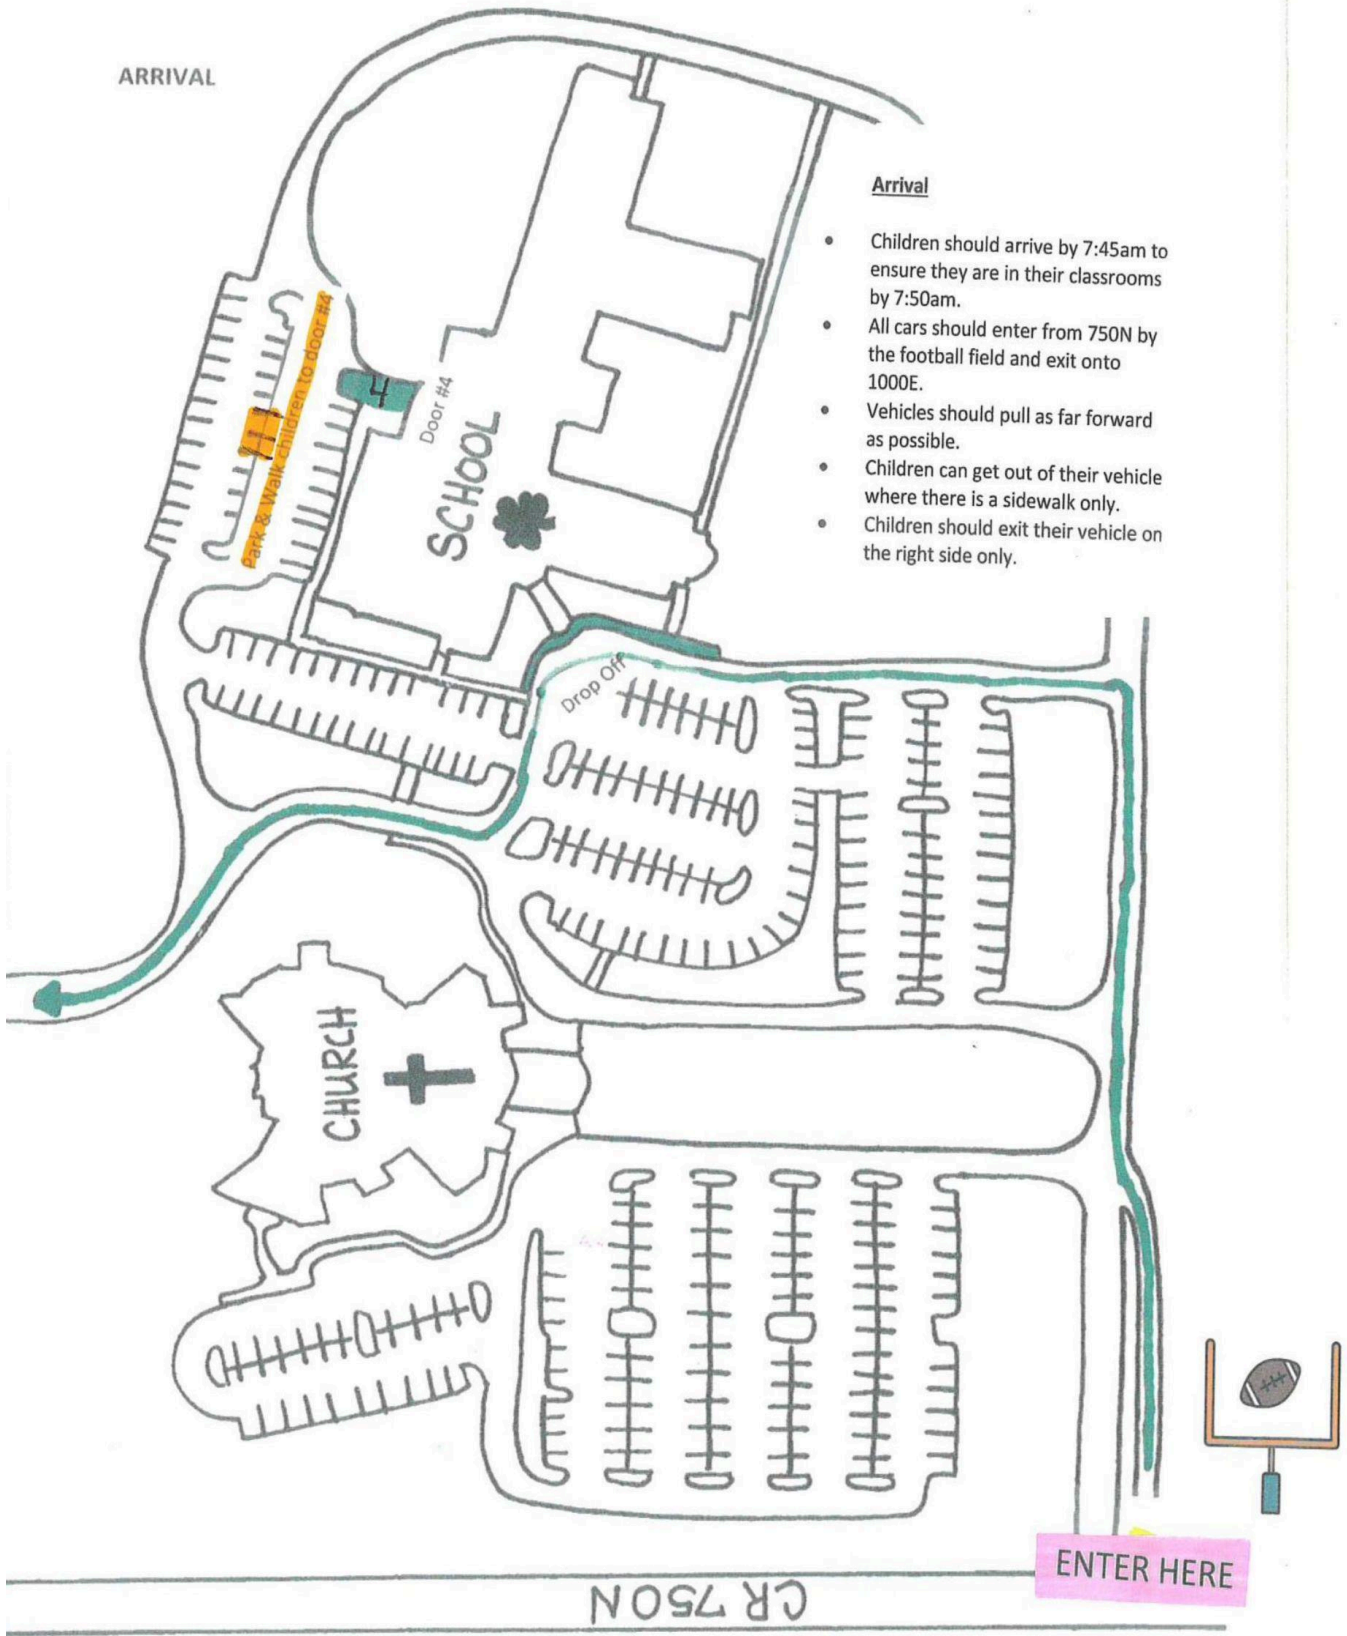 ARRIVAL
Arrival
• Children should arrive by 7:45am to
ensure they are in their classrooms
by 7:50am.
• All cars should enter from 750N by
the football field and exit onto
1000E.
• Vehicles should pull as far forward
as possible.
• Children can get out of their vehicle
where there is a sidewalk only.
• Children should exit their vehicle on
the right side only.
Park & Walk children to door #4
4
Door #4
SCHOOL
Drop Off
CHURCH
ENTER HERE
CR 750N